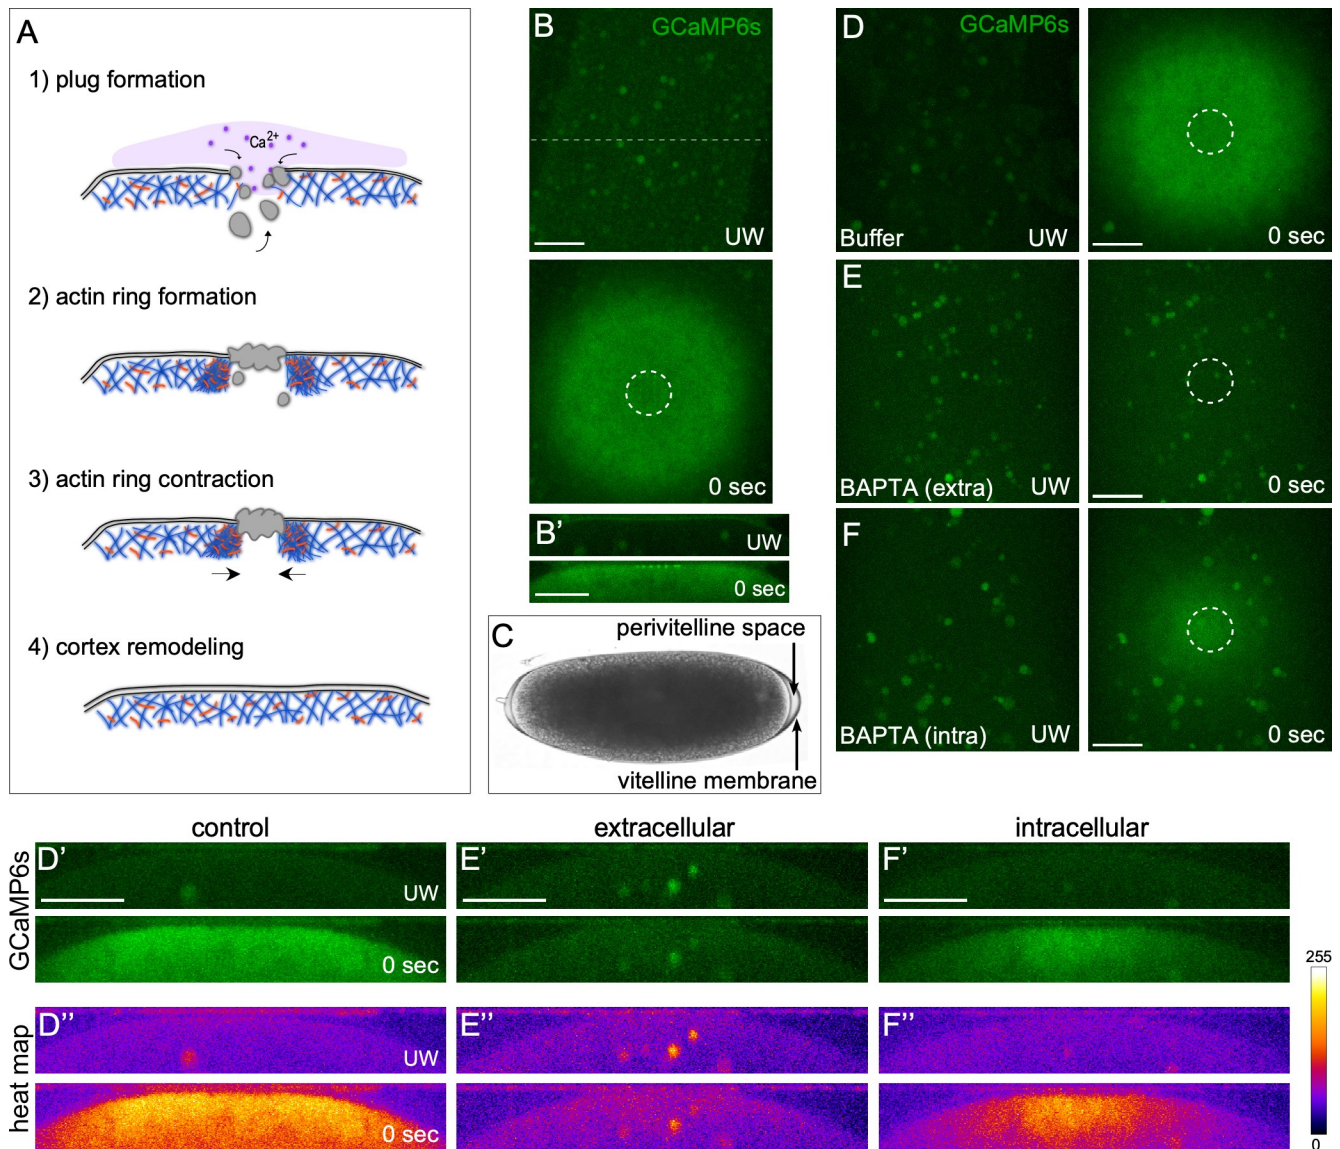 A
1) plug formation
Ca2+
2) actin ring formation
3) actin ring contraction
4) cortex remodeling
B
GCaMP6s
UW
0 sec
B’
UW
0 sec
C
perivitelline space
vitelline membrane
D
GCaMP6s
Buffer
UW
0 sec
E
BAPTA (extra)
UW
0 sec
F
BAPTA (intra)
UW
0 sec
control
extracellular
intracellular
GCaMP6s
D’
UW
0 sec
E’
F’
heat map
D’’
UW
0 sec
E’’
F’’
255
0